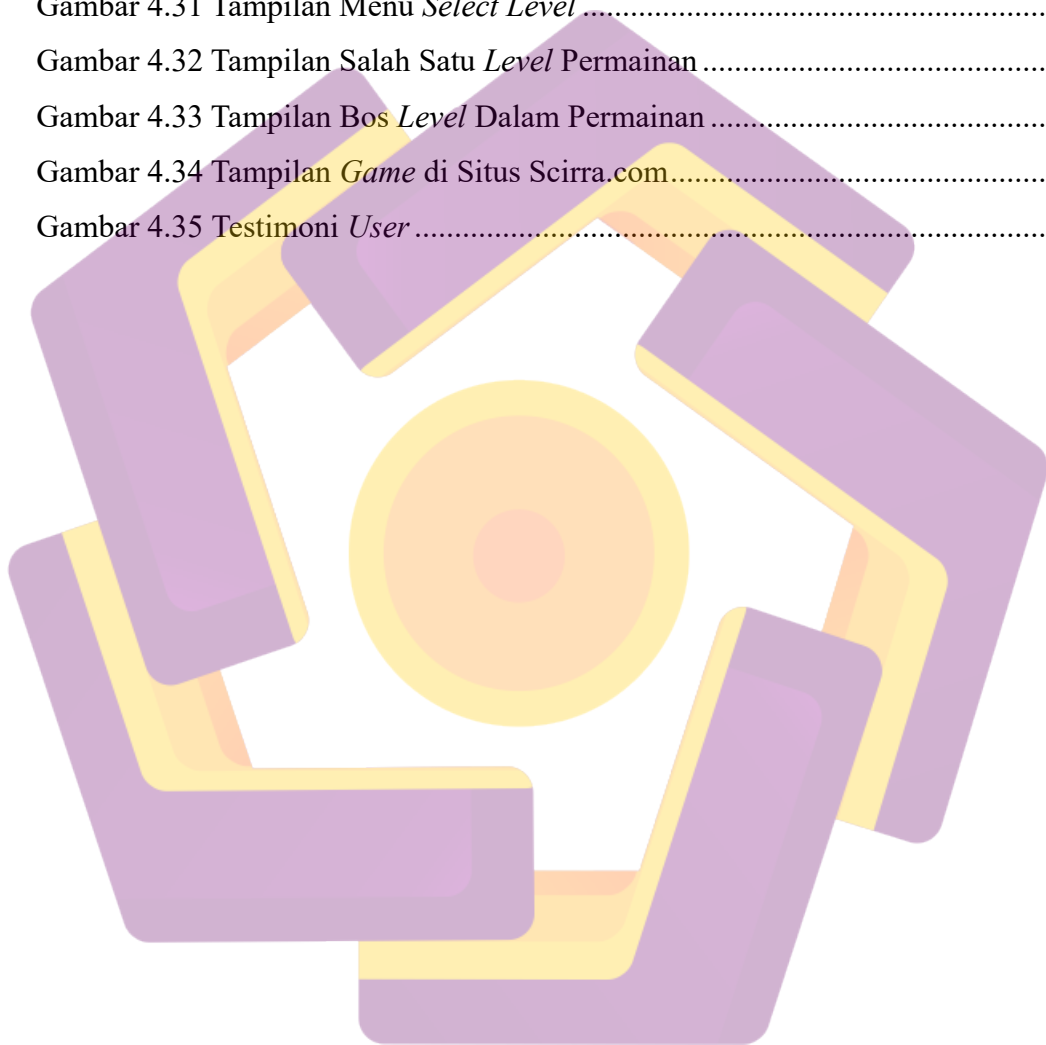 Gambar 4.31 Tampilan Menu Select Level ........................................................
Gambar 4.32 Tampilan Salah Satu Level Permainan ..........................................
Gambar 4.33 Tampilan Bos Level Dalam Permainan .........................................
Gambar 4.34 Tampilan Game di Situs Scirra.com..............................................
Gambar 4.35 Testimoni User ..............................................................................